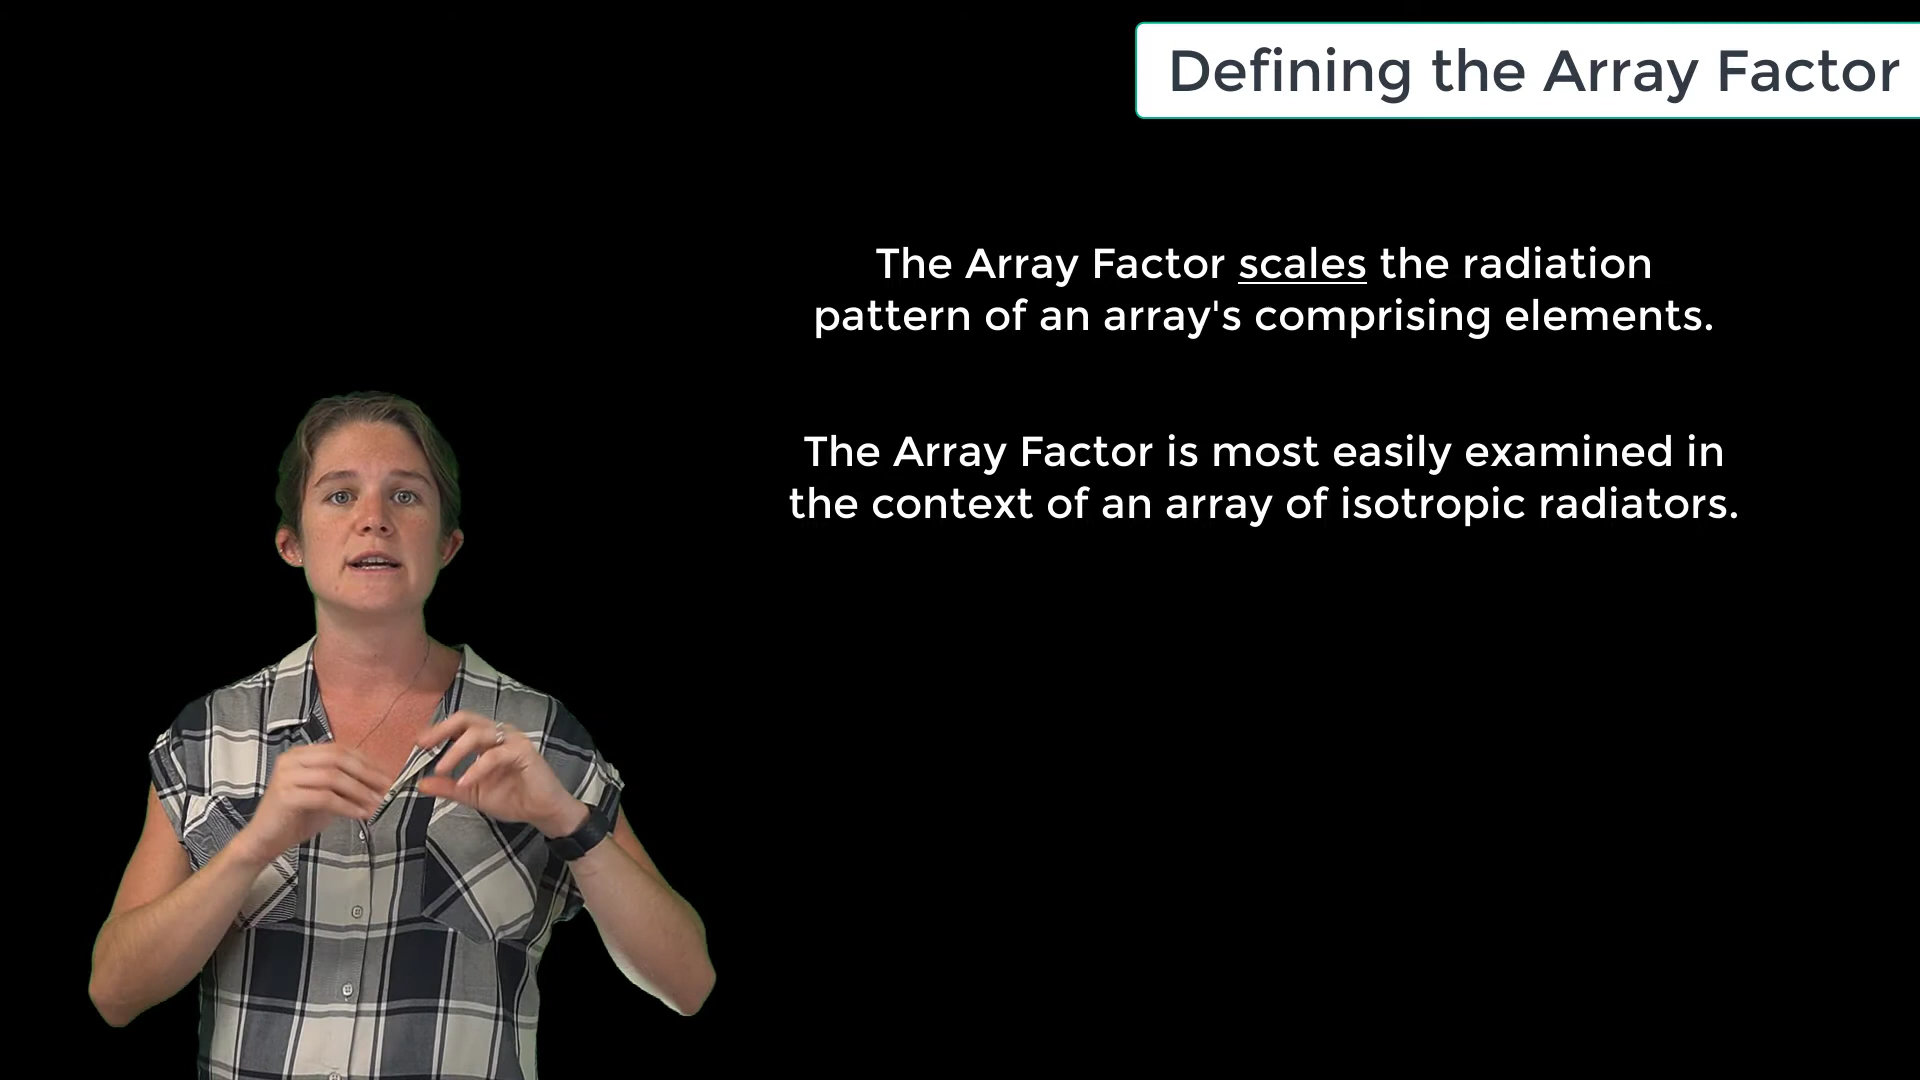 Defining the Array Factor
The Array Factor scales the radiation
pattern of an array's comprising elements.
The Array Factor is most easily examined in
the context of an array of isotropic radiators.